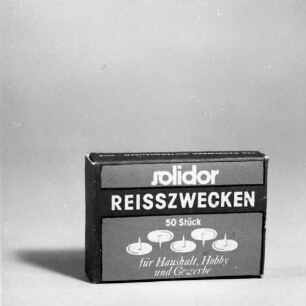 solidor
REISSZWECKEN
50 Stück
für Haushalt, Hobby
und Gewerbe